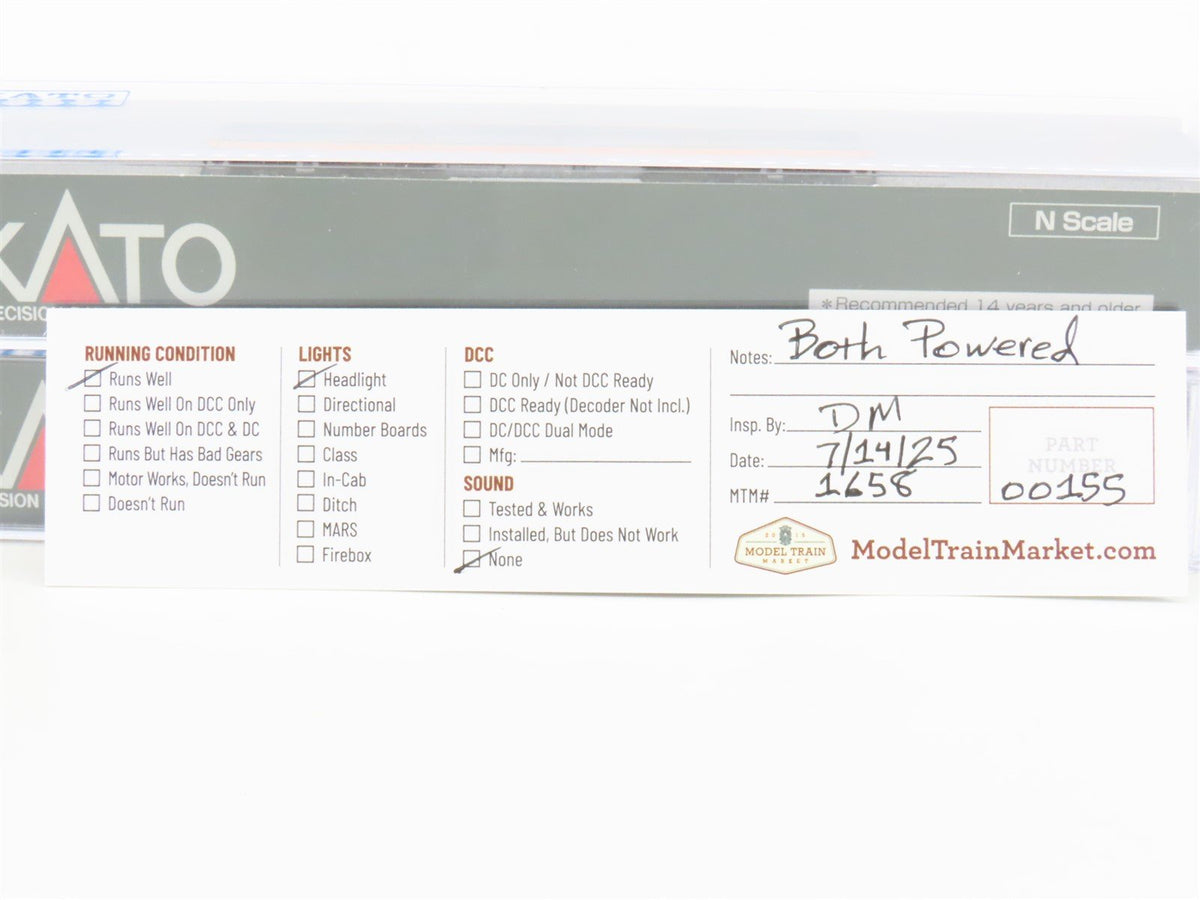 KATO
N Scale
*Recommended 14 years and older
RUNNING CONDITION
Runs Well
Runs Well On DCC Only
Runs Well On DCC & DC
Runs But Has Bad Gears
Motor Works, Doesn't Run
Doesn't Run
LIGHTS
Headlight
Directional
Number Boards
Class
In-Cab
Ditch
MARS
Firebox
DCC
DC Only / Not DCC Ready
DCC Ready (Decoder Not Incl.)
DC/DCC Dual Mode
Mfg:
SOUND
Tested & Works
Installed, But Does Not Work
None
Notes: Both Powered
Insp. By: DM
Date: 7/14/25
MTM# 1658
PART
NUMBER
00155
2015
MODEL TRAIN
MARKET
ModelTrainMarket.com